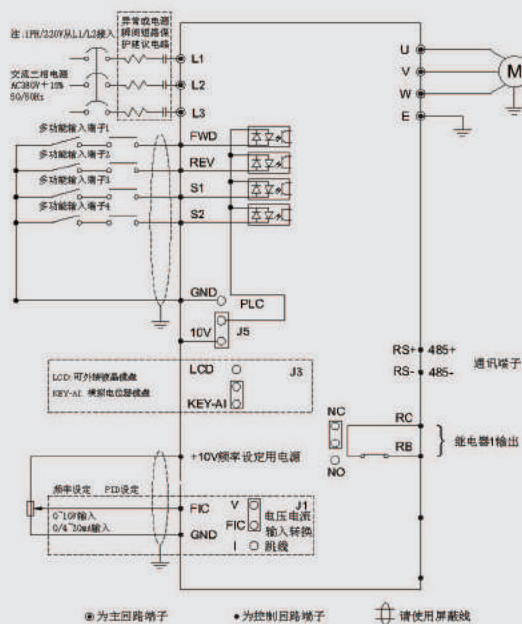 注:1PH/220V从L1/L2接入
异常或电源
瞬间短路保
护建议电路
交流三相电源
AC380V±15%
50/60Hz
L1
L2
L3
U
V
W
E
M
多功能输入端子1
FWD
多功能输入端子2
REV
多功能输入端子3
S1
多功能输入端子4
S2
GND
PLC
10V
J5
RS+ 485+
RS- 485-
通讯端子
LCD
J3
LCD:可外接液晶键盘
KEY-AI:模拟电位器键盘
KEY-AI
NC
RC
RB
继电器1输出
NO
+10V频率设定用电源
频率设定 PID设定
0~10V输入
0/4~20mA输入
FIC
GND
V
FIC
I
J1
电压电流
输入转换
跳线
为主回路端子
为控制回路端子
请使用屏蔽线